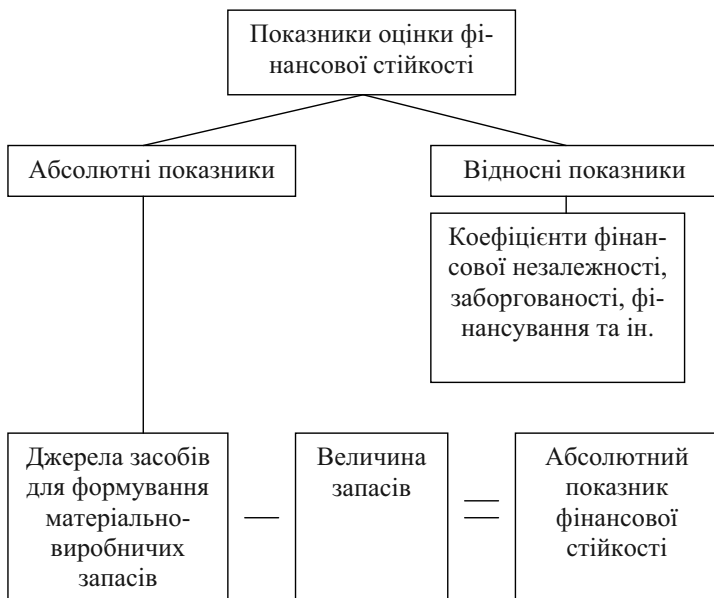 Показники оцінки фі-
нансової стійкості
Абсолютні показники
Відносні показники
Коефіцієнти фінан-
сової незалежності,
заборгованості, фі-
нансування та ін.
Джерела засобів
для формування
матеріально-
виробничих
запасів
—
Величина
запасів
=
Абсолютний
показник
фінансової
стійкості